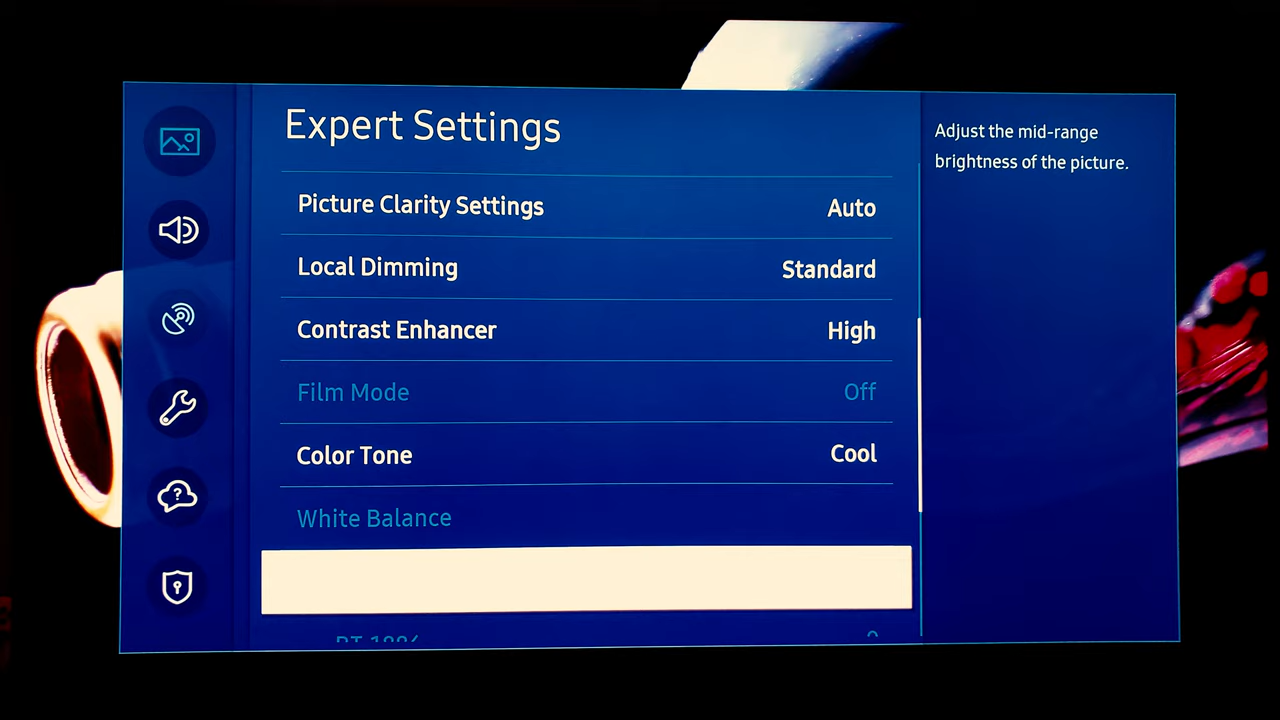 Expert Settings
Picture Clarity Settings Auto
Local Dimming Standard
Contrast Enhancer High
Film Mode Off
Color Tone Cool
White Balance
Adjust the mid-range
brightness of the picture.
?